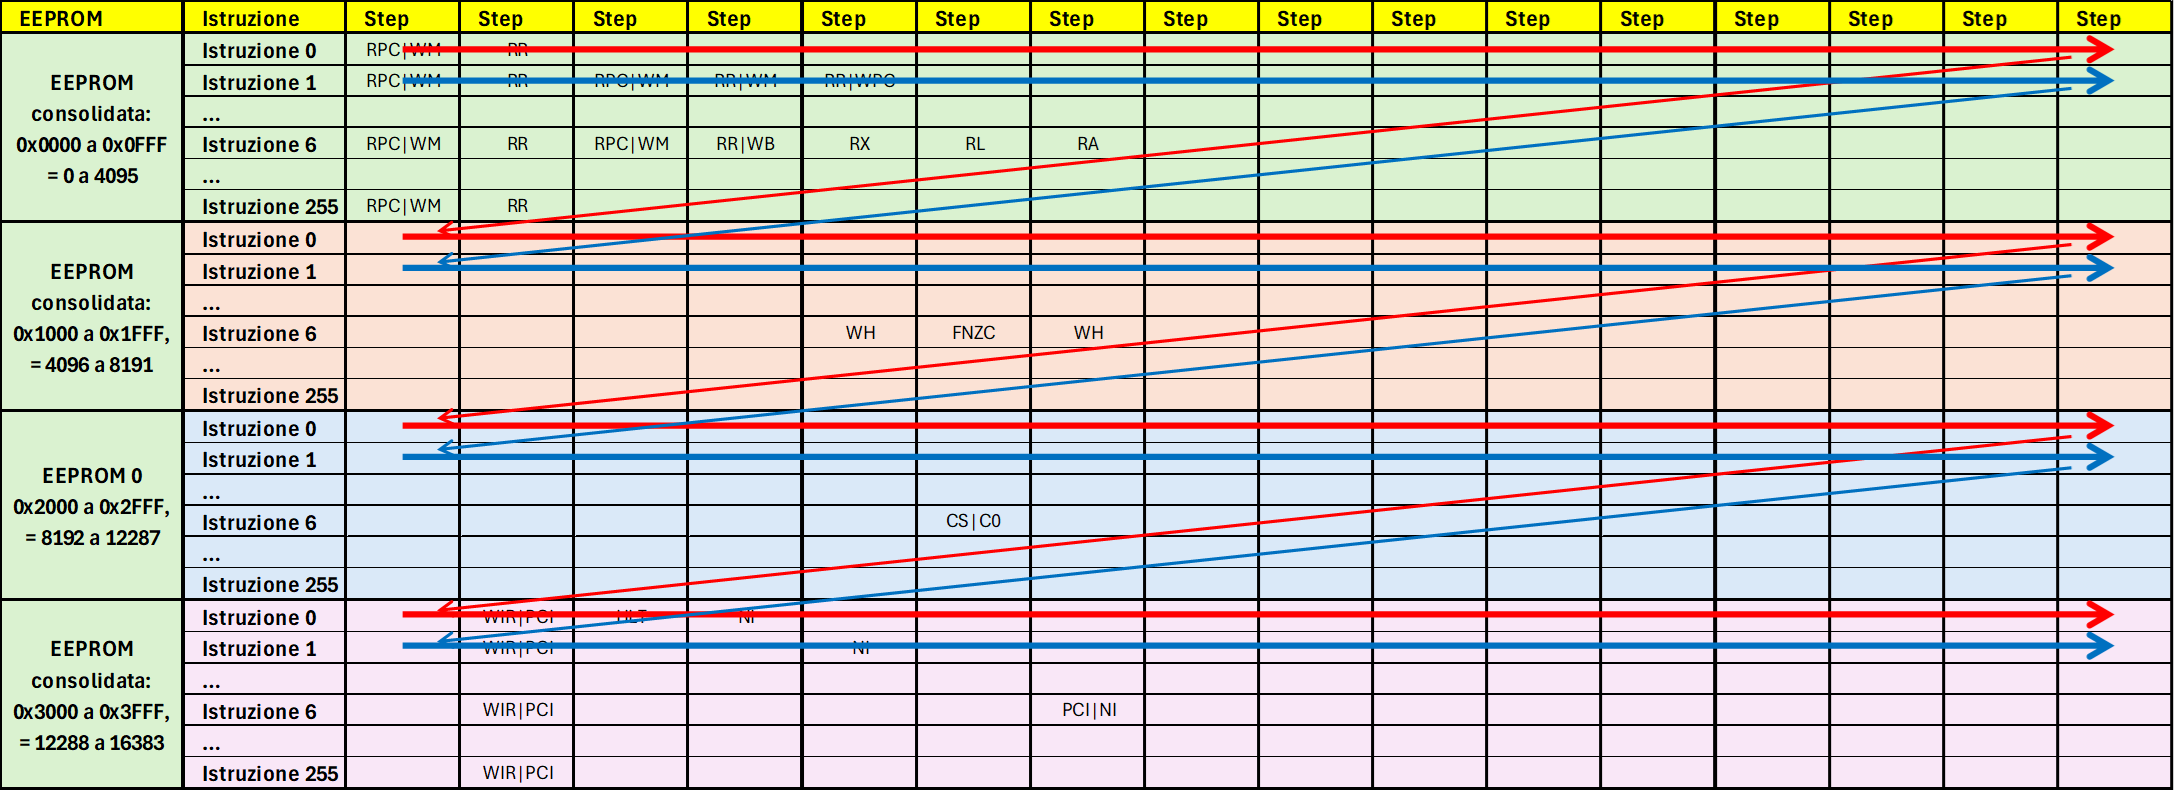 EEPROM Istruzione Step Step Step Step Step Step Step Step Step Step Step Step Step Step Step Step
Istruzione 0 RPC|WM RR
EEPROM
Istruzione 1 RPC|WM RR RPC|WM RR|WM RR|WPC
consolidata:
...
0x0000 a 0x0FFF
Istruzione 6 RPC|WM RR RPC|WM RR|WB RX RL RA
= 0 a 4095
...
Istruzione 255 RPC|WM RR
Istruzione 0
EEPROM
Istruzione 1
consolidata:
...
0x1000 a 0x1FFF,
Istruzione 6 WH FNZC WH
= 4096 a 8191
...
Istruzione 255
Istruzione 0
Istruzione 1
EEPROM 0
...
0x2000 a 0x2FFF,
Istruzione 6 CS|C0
= 8192 a 12287
...
Istruzione 255
Istruzione 0 WIR|PCI HLT NI
EEPROM
Istruzione 1 WIR|PCI NI
consolidata:
...
0x3000 a 0x3FFF,
Istruzione 6 WIR|PCI PCI|NI
= 12288 a 16383
...
Istruzione 255 WIR|PCI